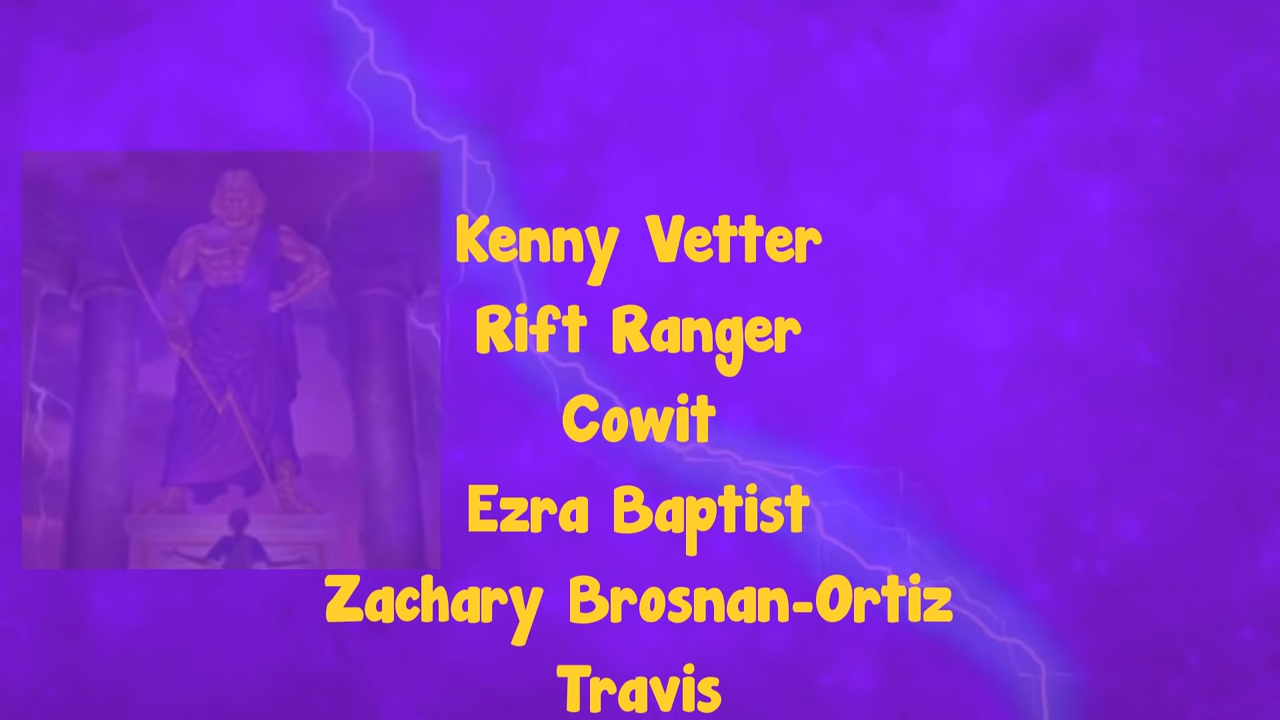 Kenny Vetter
Rift Ranger
Cowit
Ezra Baptist
Zachary Brosnan-Ortiz
Travis